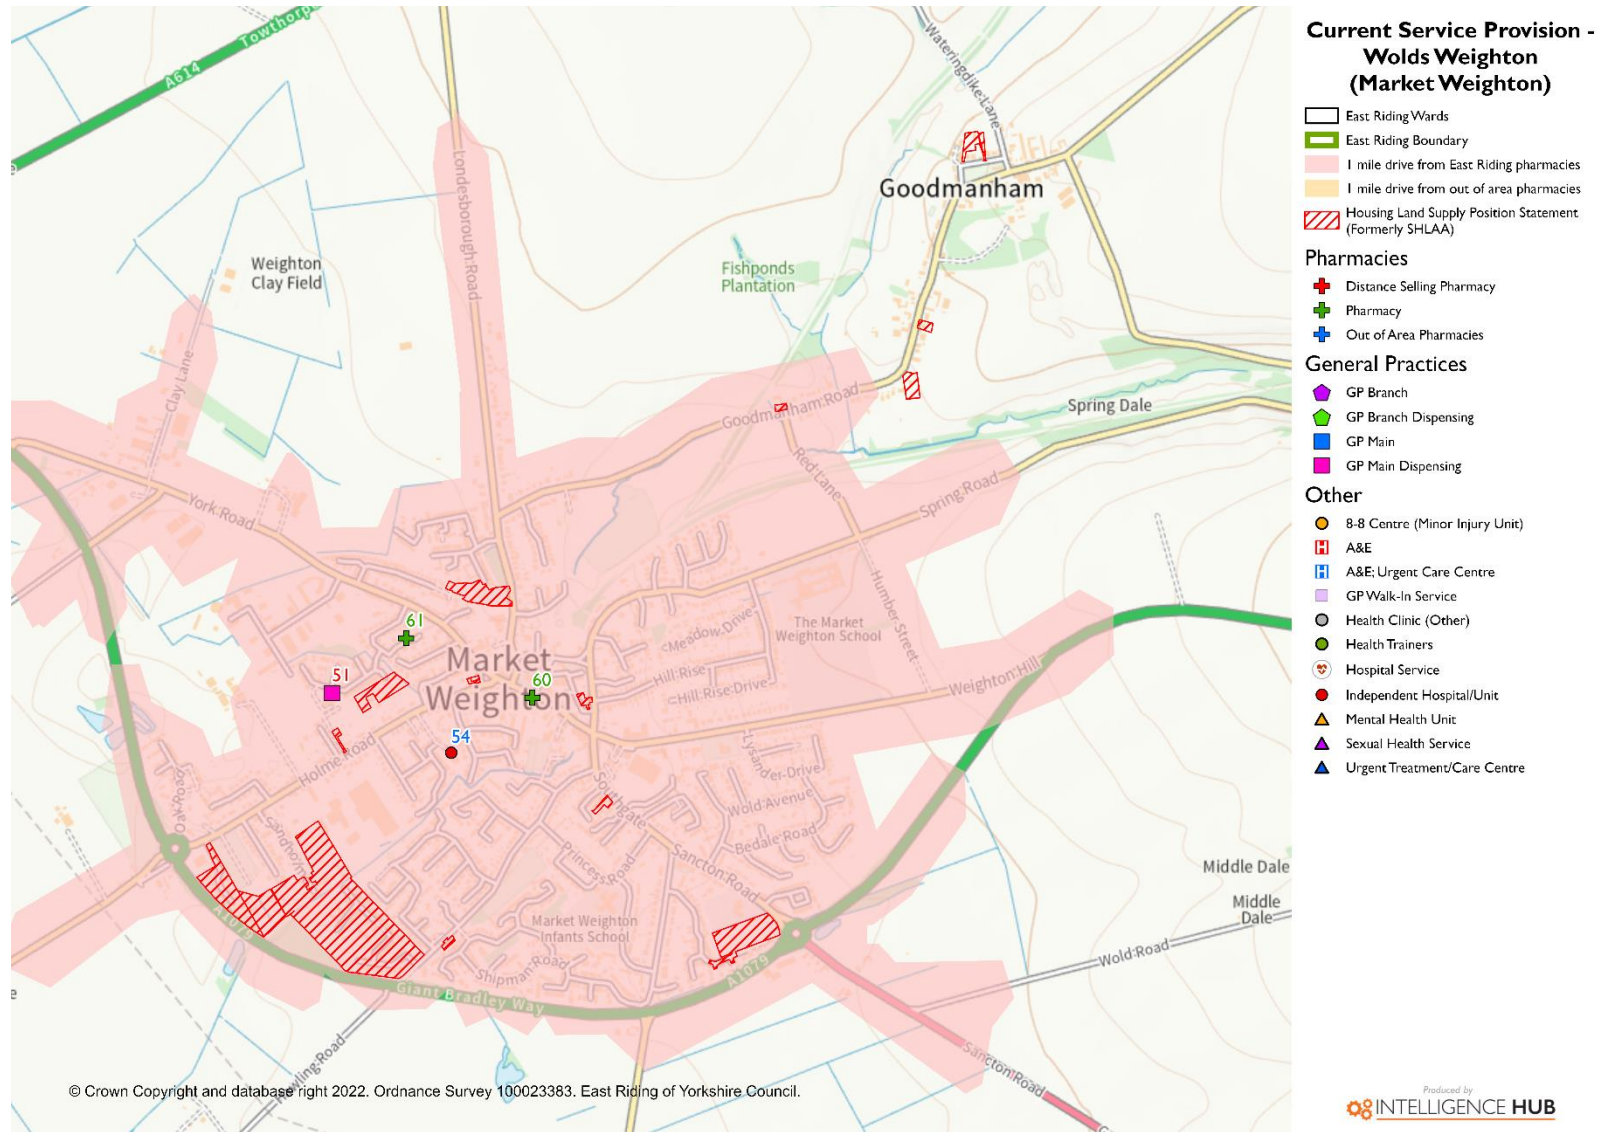 Current Service Provision -
Wolds Weighton
(Market Weighton)
East Riding Wards
East Riding Boundary
1 mile drive from East Riding pharmacies
1 mile drive from out of area pharmacies
Housing Land Supply Position Statement
(Formerly SHLAA)
Pharmacies
Distance Selling Pharmacy
Pharmacy
Out of Area Pharmacies
General Practices
GP Branch
GP Branch Dispensing
GP Main
GP Main Dispensing
Other
8-8 Centre (Minor Injury Unit)
A&E
A&E; Urgent Care Centre
GP Walk-In Service
Health Clinic (Other)
Health Trainers
Hospital Service
Independent Hospital/Unit
Mental Health Unit
Sexual Health Service
Urgent Treatment/Care Centre
Produced by
INTELLIGENCE HUB
A614
Wateringdike Lane
Goodmanham
Londesborough Road
Weighton
Clay Field
Fishponds
Plantation
Clay Lane
Goodmanham Road
Spring Dale
Red Lane
York Road
Spring Road
Humber Street
61
Meadow Drive
The Market
Weighton School
Market
Weighton
51
60
Hill Rise
Hill Rise Drive
Weighton Hill
54
Holme Road
Oak Road
Lysander Drive
Southgate
Wold Avenue
Bedale Road
Princess Road
Sancton Road
Middle Dale
Middle
Dale
A1079
Market Weighton
Infants School
Shipman Road
A1079
Wold Road
Giant Bradley Way
Sancton Road
© Crown Copyright and database right 2022. Ordnance Survey 100023383. East Riding of Yorkshire Council.